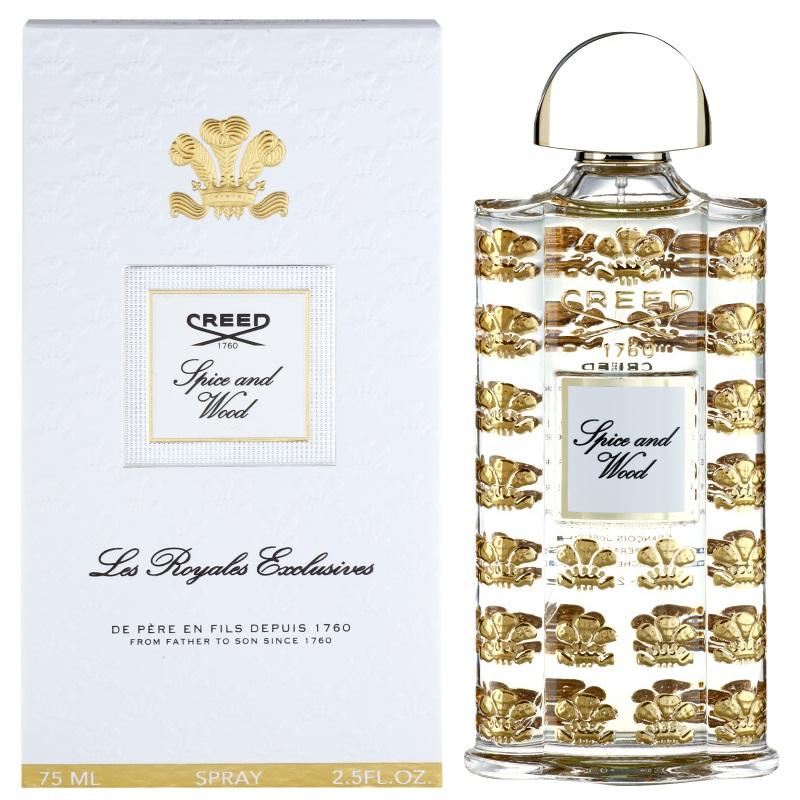 CREED
1760
Spice and
Wood
Les Royales Exclusives
DE PÈRE EN FILS DEPUIS 1760
FROM FATHER TO SON SINCE 1760
75 ML SPRAY 2.5FL.OZ.
CREED
1760
CREED
Spice and
Wood